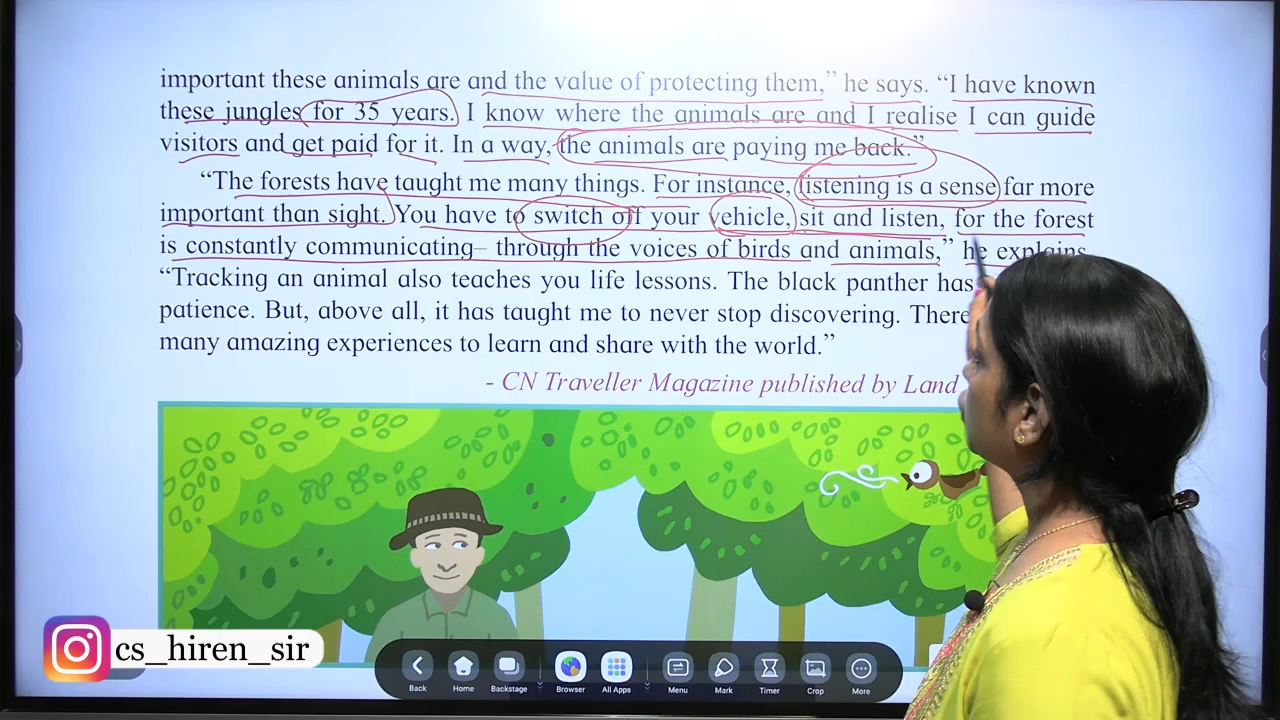 important these animals are and the value of protecting them,” he says. “I have known
these jungles for 35 years. I know where the animals are and I realise I can guide
visitors and get paid for it. In a way, the animals are paying me back.”
“The forests have taught me many things. For instance, listening is a sense far more
important than sight. You have to switch off your vehicle, sit and listen, for the forest
is constantly communicating– through the voices of birds and animals,” he explains.
“Tracking an animal also teaches you life lessons. The black panther has
patience. But, above all, it has taught me to never stop discovering. There
many amazing experiences to learn and share with the world.”
- CN Traveller Magazine published by Land
cs_hiren_sir
Back Home Backstage Browser All Apps Menu Mark Timer Crop More